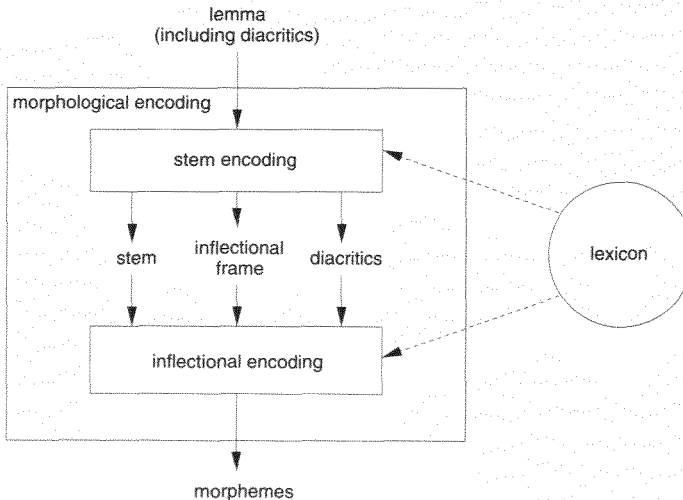 lemma
(including diacritics)
morphological encoding
stem encoding
stem
inflectional
frame
diacritics
lexicon
inflectional encoding
morphemes